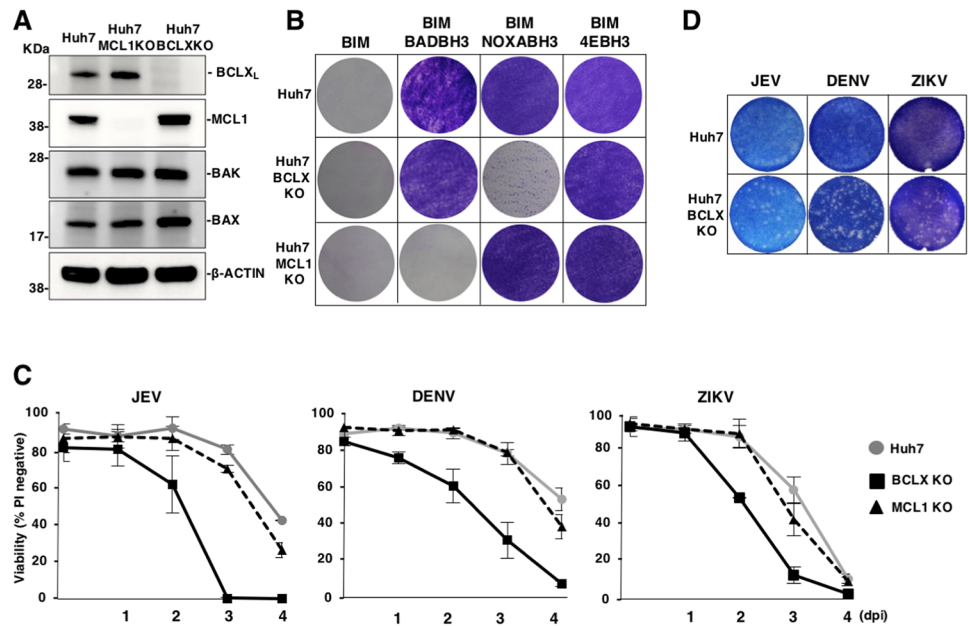 A
KDa
Huh7
Huh7
MCL1KO
Huh7
BCLXKO
- BCLXL
28-
-MCL1
38-
28-
-BAK
-BAX
17-
-β-ACTIN
38-
B
BIM
BIM
BADBH3
BIM
NOXABH3
BIM
4EBH3
Huh7
Huh7
BCLX
KO
Huh7
MCL1
KO
D
JEV
DENV
ZIKV
Huh7
Huh7
BCLX
KO
C
JEV
Viability (% PI negative)
100
80
60
40
20
0
1 2 3 4
DENV
100
80
60
40
20
0
1 2 3 4
ZIKV
100
80
60
40
20
0
1 2 3 4 (dpi)
Huh7
BCLX KO
MCL1 KO